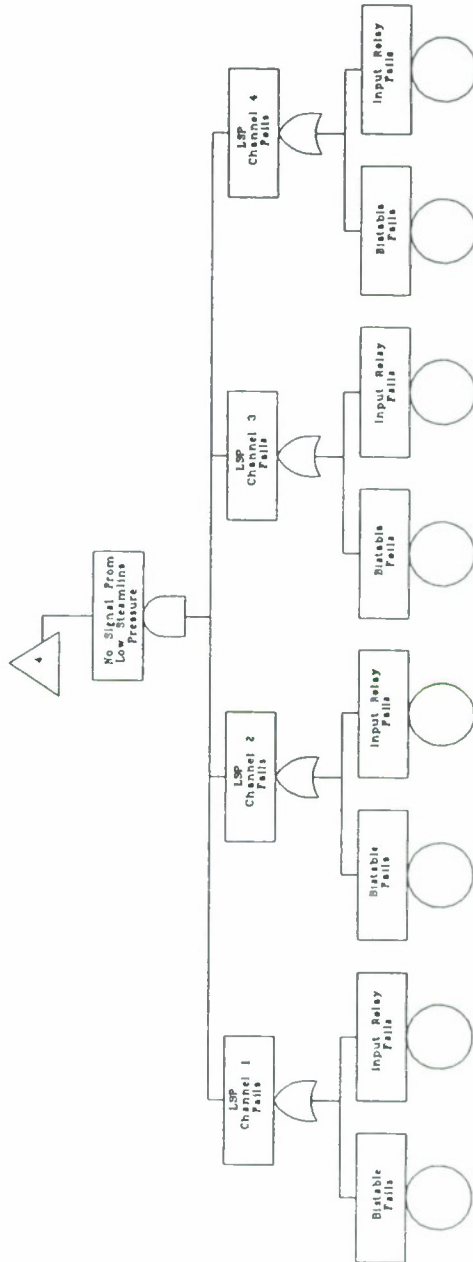 4
No Signal From
Low Steamline
Pressure
LSP
Channel 1
Fails
LSP
Channel 2
Fails
LSP
Channel 3
Fails
LSP
Channel 4
Fails
Bistable
Fails
Input Relay
Fails
Bistable
Fails
Input Relay
Fails
Bistable
Fails
Input Relay
Fails
Bistable
Fails
Input Relay
Fails